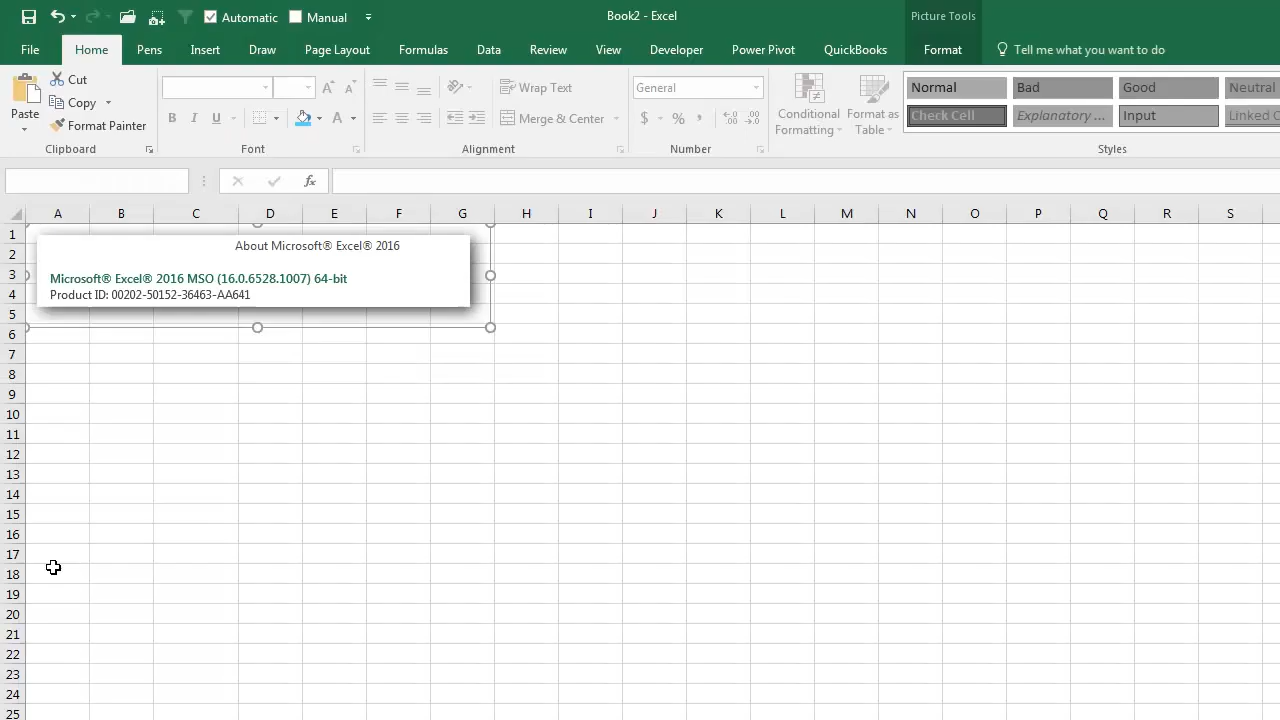 Automatic Manual Book2 - Excel Picture Tools
File Home Pens Insert Draw Page Layout Formulas Data Review View Developer Power Pivot QuickBooks Format Tell me what you want to do
Paste
Cut
Copy
Format Painter
Clipboard
B I U A
Font
Wrap Text
Merge & Center
Alignment
General
$ % ,
Number
Conditional Formatting
Format as Table
Normal Bad Good Neutral
Check Cell Explanatory ... Input Linked C
Styles
fx
A B C D E F G H I J K L M N O P Q R S
1
2
3
4
5
6
7
8
9
10
11
12
13
14
15
16
17
18
19
20
21
22
23
24
25
About Microsoft® Excel® 2016
Microsoft® Excel® 2016 MSO (16.0.6528.1007) 64-bit
Product ID: 00202-50152-36463-AA641